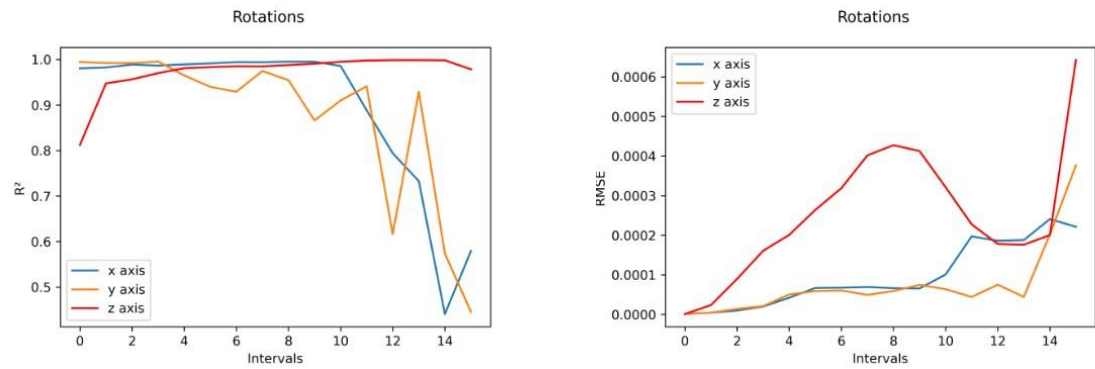 Rotations
1.0
0.9
0.8
0.7
0.6
0.5
R²
x axis
y axis
z axis
0 2 4 6 8 10 12 14
Intervals
Rotations
0.0006
0.0005
0.0004
0.0003
0.0002
0.0001
0.0000
RMSE
x axis
y axis
z axis
0 2 4 6 8 10 12 14
Intervals